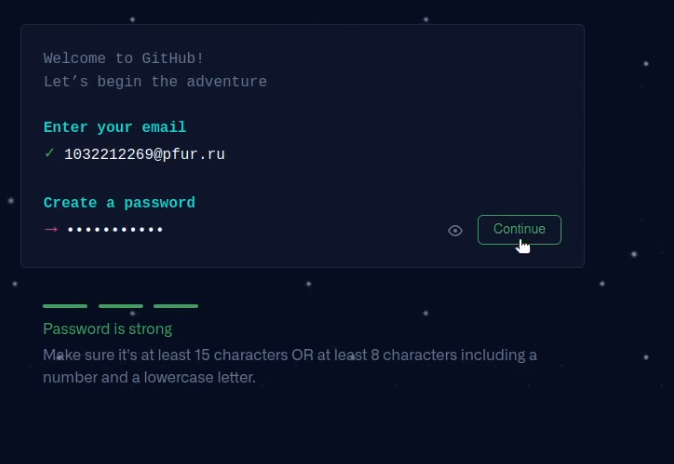 Welcome to GitHub!
Let’s begin the adventure
Enter your email
✓ 1032212269@pfur.ru
Create a password
→ •••••••••••
Continue
Password is strong
Make sure it's at least 15 characters OR at least 8 characters including a
number and a lowercase letter.